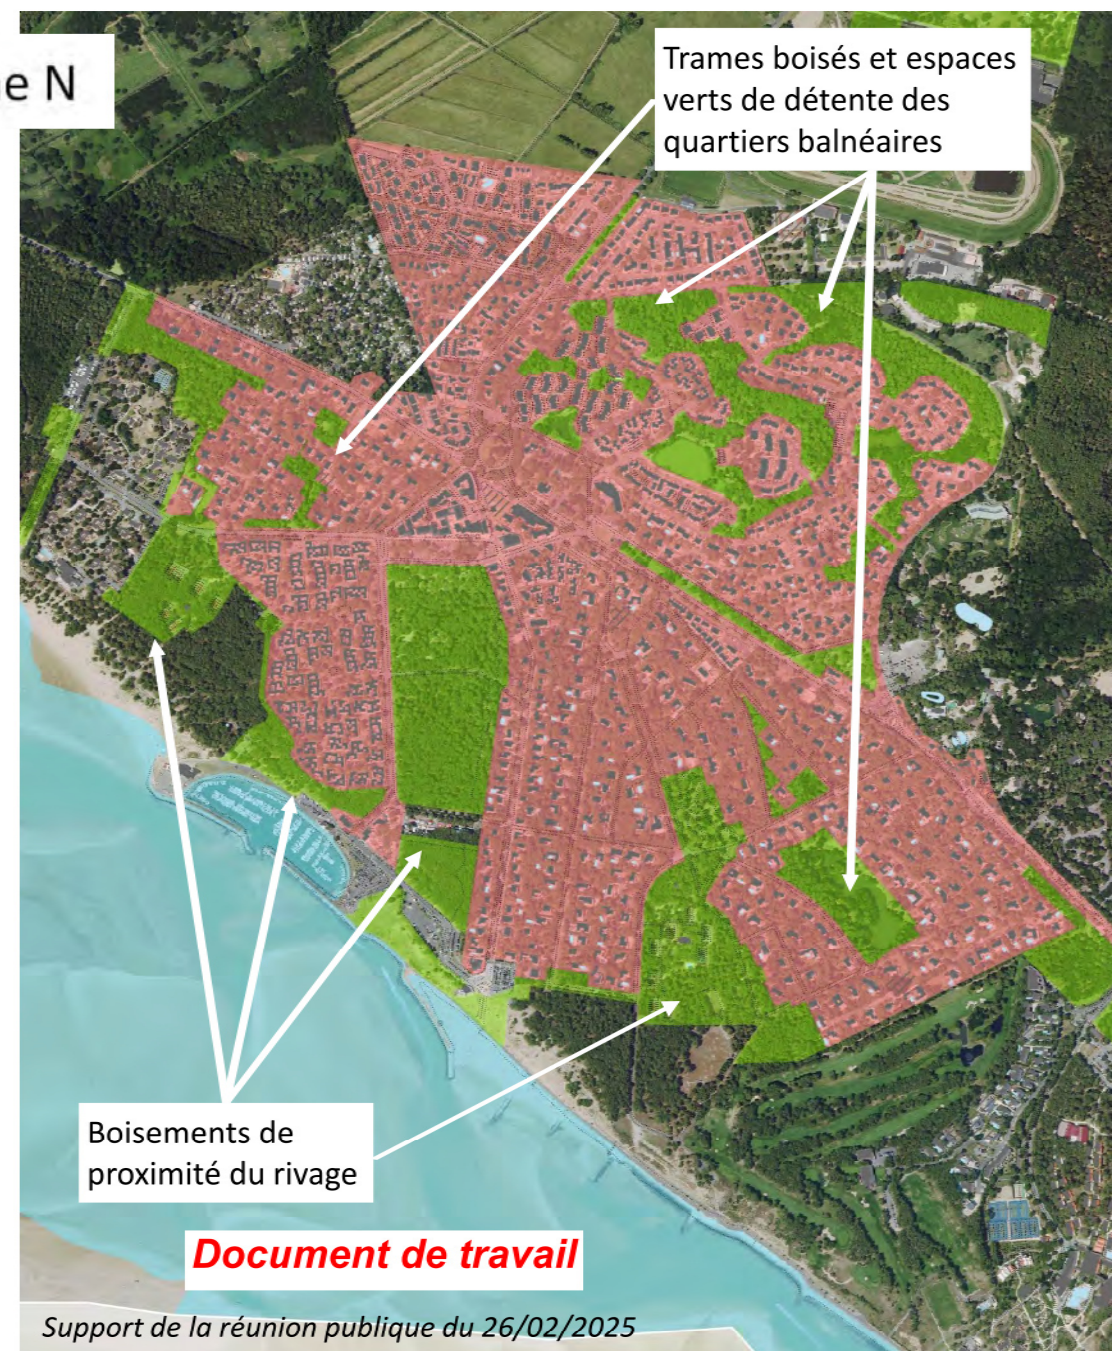 e N
Trames boisés et espaces
verts de détente des
quartiers balnéaires
Boisements de
proximité du rivage
Document de travail
Support de la réunion publique du 26/02/2025